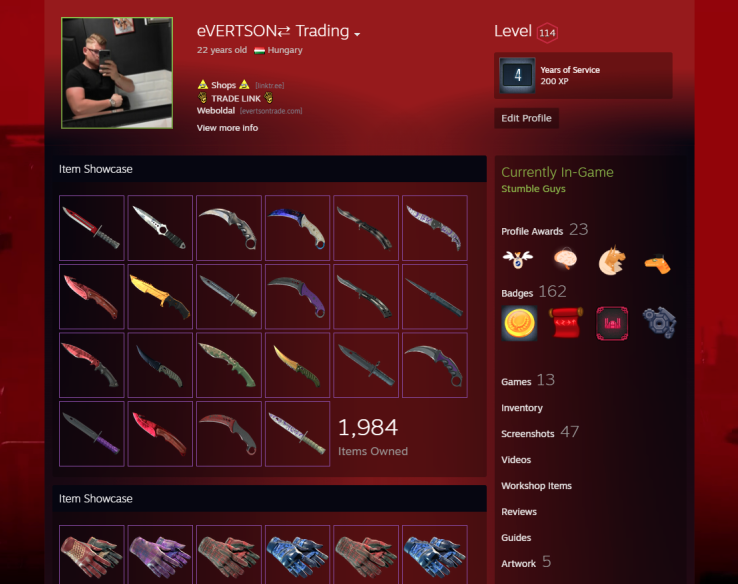 eVERTSON⇄ Trading
22 years old Hungary
Shops [linktr.ee]
TRADE LINK
Weboldal [evertsontrade.com]
View more info
Level 114
4
Years of Service
200 XP
Edit Profile
Item Showcase
1,984
Items Owned
Item Showcase
Currently In-Game
Stumble Guys
Profile Awards 23
Badges 162
Games 13
Inventory
Screenshots 47
Videos
Workshop Items
Reviews
Guides
Artwork 5